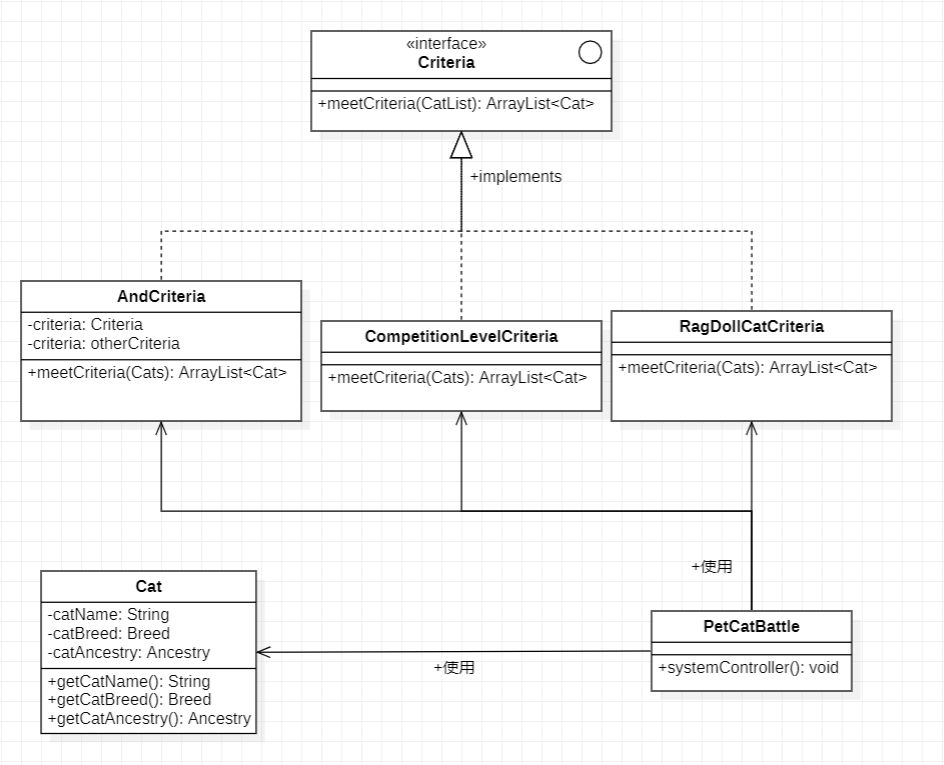 «interface»
Criteria
+meetCriteria(CatList): ArrayList<Cat>
+implements
AndCriteria
-criteria: Criteria
-criteria: otherCriteria
+meetCriteria(Cats): ArrayList<Cat>
CompetitionLevelCriteria
+meetCriteria(Cats): ArrayList<Cat>
RagDollCatCriteria
+meetCriteria(Cats): ArrayList<Cat>
+使用
Cat
-catName: String
-catBreed: Breed
-catAncestry: Ancestry
+getCatName(): String
+getCatBreed(): Breed
+getCatAncestry(): Ancestry
+使用
PetCatBattle
+systemController(): void